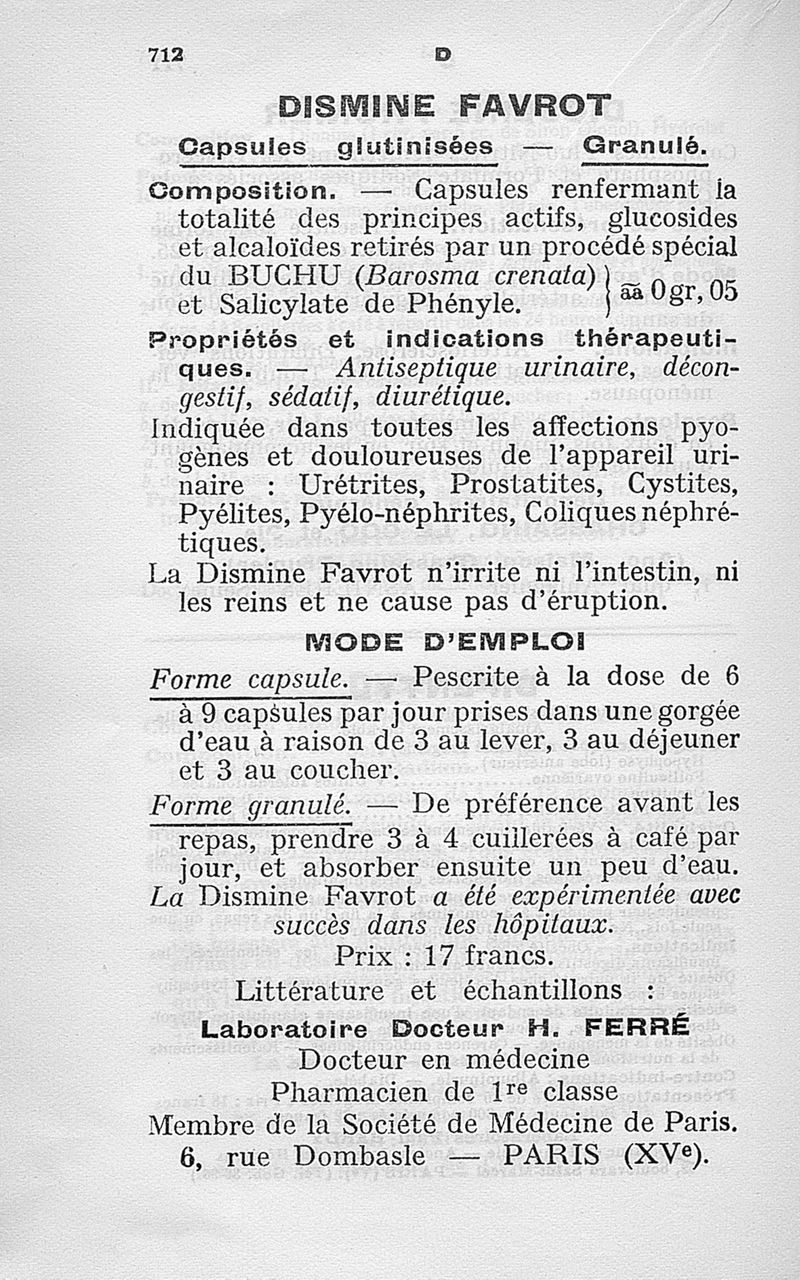 712 D
DISMINE FAVROT
Capsules glutinisées — Granulé.
Composition. — Capsules renfermant la
totalité des principes actifs, glucosides
et alcaloïdes retirés par un procédé spécial
du BUCHU (Barosma crenata) } āā 0gr,05
et Salicylate de Phényle.
Propriétés et indications thérapeuti-
ques. — Antiseptique urinaire, décon-
gestif, sédatif, diurétique.
Indiquée dans toutes les affections pyo-
gènes et douloureuses de l'appareil uri-
naire : Urétrites, Prostatites, Cystites,
Pyélites, Pyélo-néphrites, Coliques néphré-
tiques.
La Dismine Favrot n'irrite ni l'intestin, ni
les reins et ne cause pas d'éruption.
MODE D'EMPLOI
Forme capsule. — Pescrite à la dose de 6
à 9 capsules par jour prises dans une gorgée
d'eau à raison de 3 au lever, 3 au déjeuner
et 3 au coucher.
Forme granulé. — De préférence avant les
repas, prendre 3 à 4 cuillerées à café par
jour, et absorber ensuite un peu d'eau.
La Dismine Favrot a été expérimentée avec
succès dans les hôpitaux.
Prix : 17 francs.
Littérature et échantillons :
Laboratoire Docteur H. FERRÉ
Docteur en médecine
Pharmacien de 1re classe
Membre de la Société de Médecine de Paris.
6, rue Dombasle — PARIS (XVe).